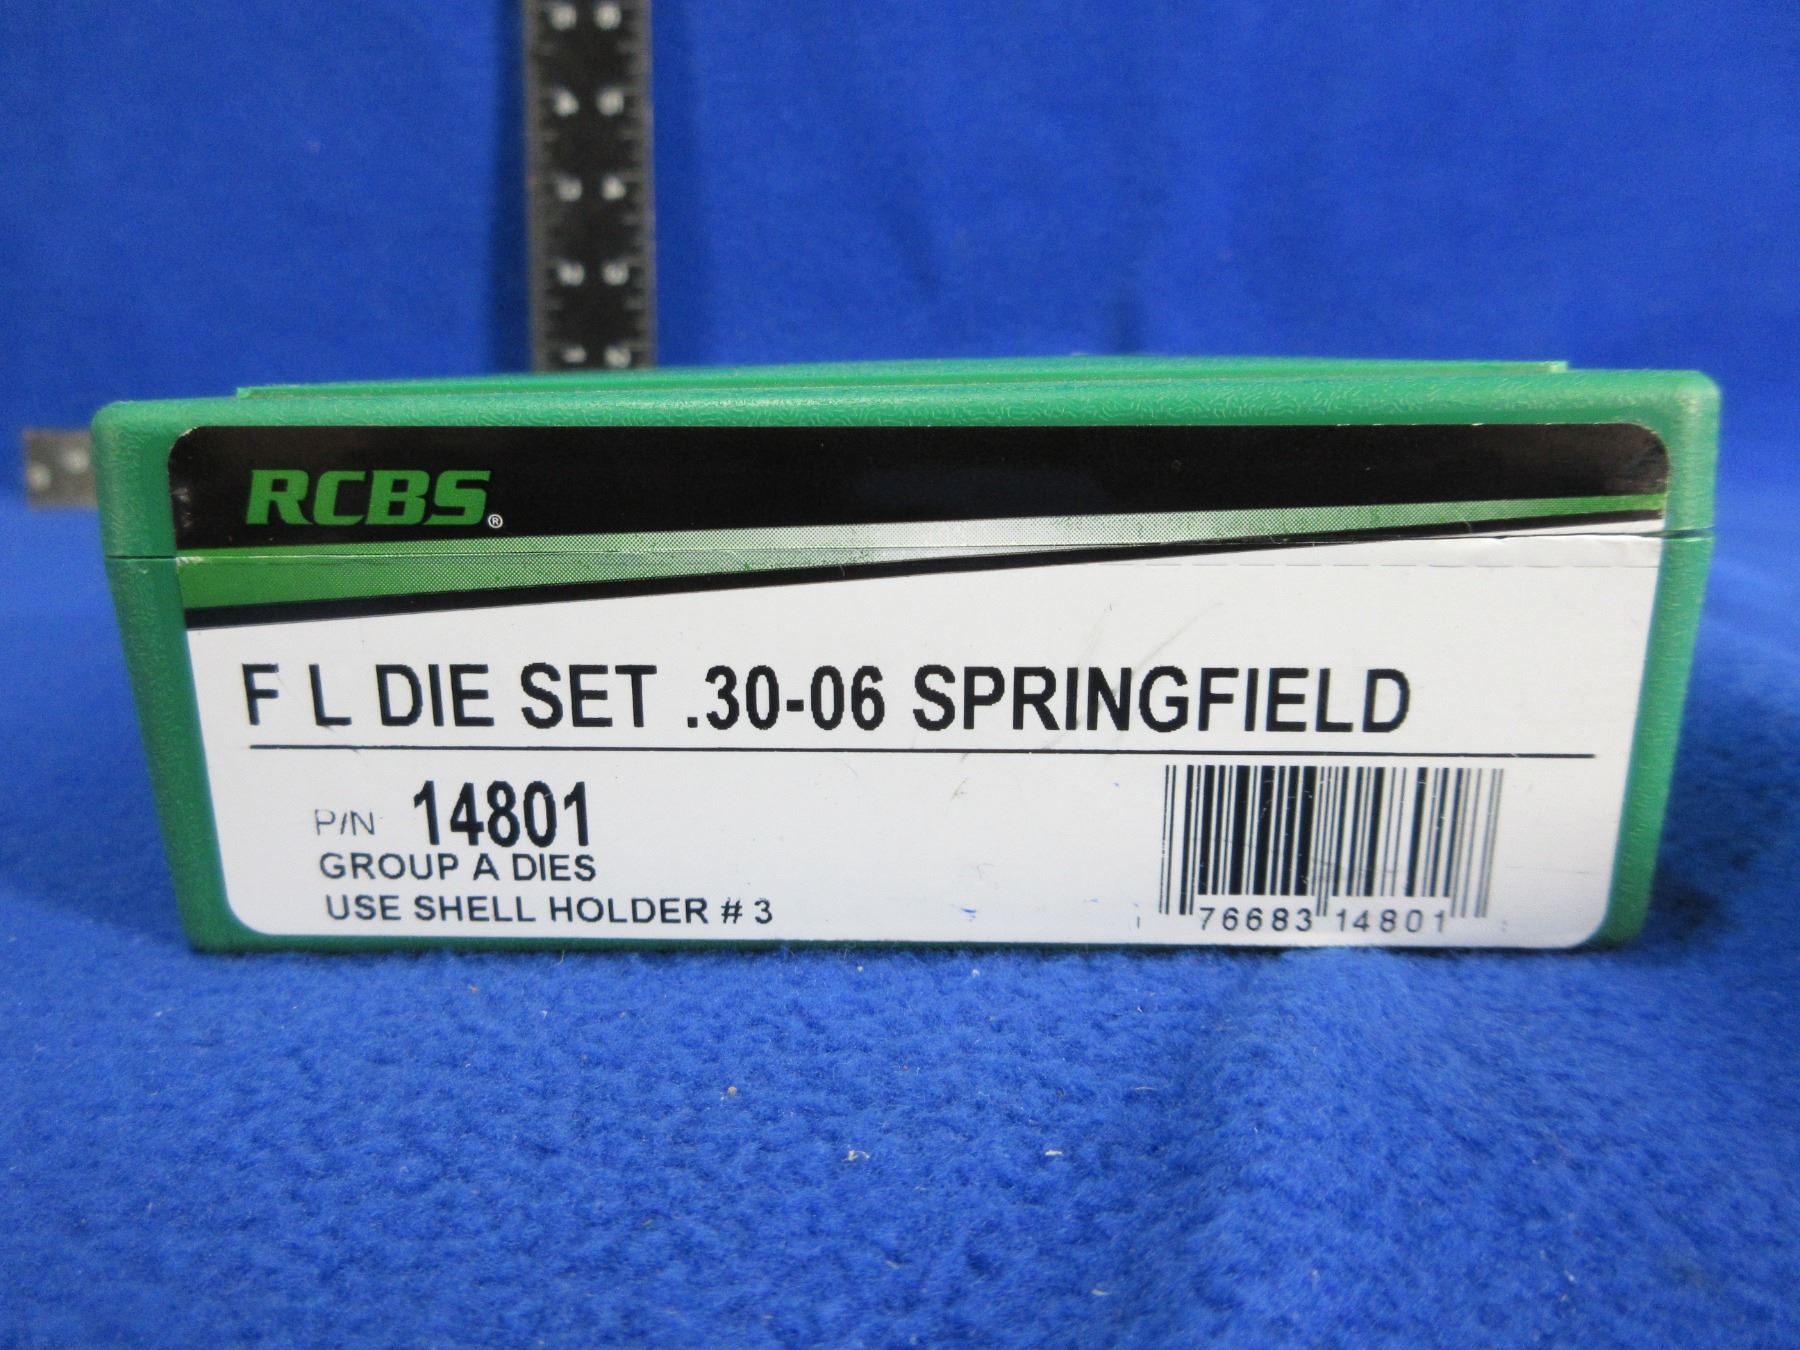 RCBS®
F L DIE SET .30-06 SPRINGFIELD
P/N 14801
GROUP A DIES
USE SHELL HOLDER # 3
76683 14801